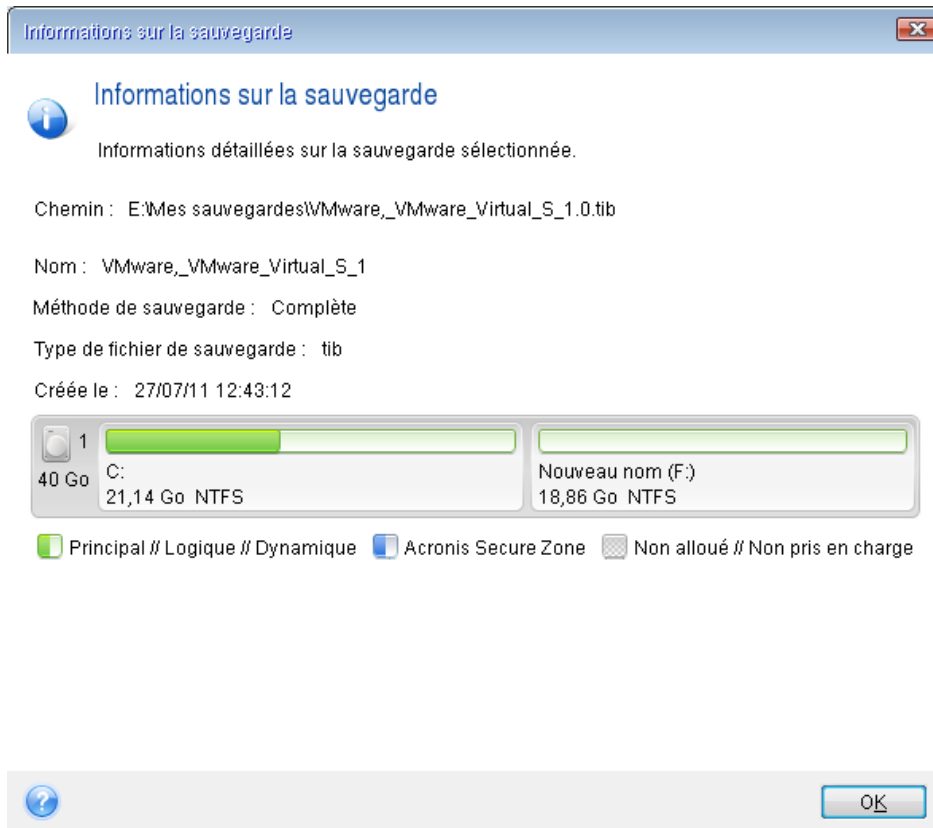 Informations sur la sauvegarde
Informations sur la sauvegarde
Informations détaillées sur la sauvegarde sélectionnée.
Chemin : E:\Mes sauvegardes\VMware,_VMware_Virtual_S_1.0.tib
Nom : VMware,_VMware_Virtual_S_1
Méthode de sauvegarde : Complète
Type de fichier de sauvegarde : tib
Créée le : 27/07/11 12:43:12
1
40 Go
C:
21,14 Go NTFS
Nouveau nom (F:)
18,86 Go NTFS
Principal // Logique // Dynamique Acronis Secure Zone Non alloué // Non pris en charge
OK